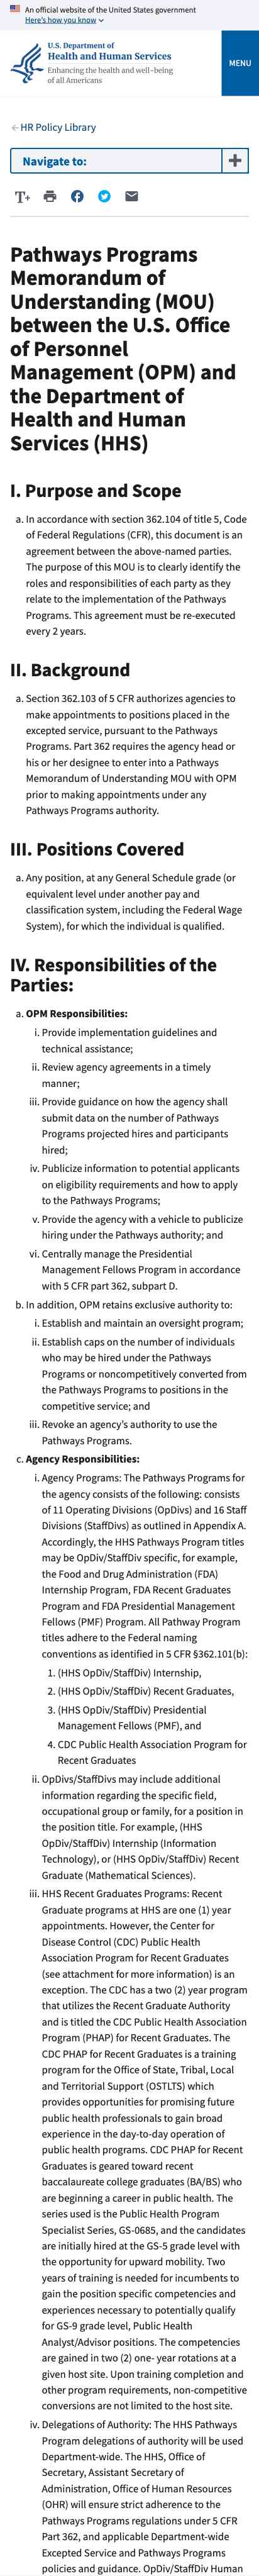 An official website of the United States government
Here's how you know
U.S. Department of
Health and Human Services
Enhancing the health and well-being
of all Americans
MENU
HR Policy Library
Navigate to:
T+
Pathways Programs
Memorandum of
Understanding (MOU)
between the U.S. Office
of Personnel
Management (OPM) and
the Department of
Health and Human
Services (HHS)
I. Purpose and Scope
a. In accordance with section 362.104 of title 5, Code
of Federal Regulations (CFR), this document is an
agreement between the above-named parties.
The purpose of this MOU is to clearly identify the
roles and responsibilities of each party as they
relate to the implementation of the Pathways
Programs. This agreement must be re-executed
every 2 years.
II. Background
a. Section 362.103 of 5 CFR authorizes agencies to
make appointments to positions placed in the
excepted service, pursuant to the Pathways
Programs. Part 362 requires the agency head or
his or her designee to enter into a Pathways
Memorandum of Understanding MOU with OPM
prior to making appointments under any
Pathways Programs authority.
III. Positions Covered
a. Any position, at any General Schedule grade (or
equivalent level under another pay and
classification system, including the Federal Wage
System), for which the individual is qualified.
IV. Responsibilities of the
Parties:
a. OPM Responsibilities:
i. Provide implementation guidelines and
technical assistance;
ii. Review agency agreements in a timely
manner;
iii. Provide guidance on how the agency shall
submit data on the number of Pathways
Programs projected hires and participants
hired;
iv. Publicize information to potential applicants
on eligibility requirements and how to apply
to the Pathways Programs;
v. Provide the agency with a vehicle to publicize
hiring under the Pathways authority; and
vi. Centrally manage the Presidential
Management Fellows Program in accordance
with 5 CFR part 362, subpart D.
b. In addition, OPM retains exclusive authority to:
i. Establish and maintain an oversight program;
ii. Establish caps on the number of individuals
who may be hired under the Pathways
Programs or noncompetitively converted from
the Pathways Programs to positions in the
competitive service; and
iii. Revoke an agency's authority to use the
Pathways Programs.
c. Agency Responsibilities:
i. Agency Programs: The Pathways Programs for
the agency consists of the following: consists
of 11 Operating Divisions (OpDivs) and 16 Staff
Divisions (StaffDivs) as outlined in Appendix A.
Accordingly, the HHS Pathways Program titles
may be OpDiv/StaffDiv specific, for example,
the Food and Drug Administration (FDA)
Internship Program, FDA Recent Graduates
Program and FDA Presidential Management
Fellows (PMF) Program. All Pathway Program
titles adhere to the Federal naming
conventions as identified in 5 CFR §362.101(b):
1. (HHS OpDiv/StaffDiv) Internship,
2. (HHS OpDiv/StaffDiv) Recent Graduates,
3. (HHS OpDiv/StaffDiv) Presidential
Management Fellows (PMF), and
4. CDC Public Health Association Program for
Recent Graduates
ii. OpDivs/StaffDivs may include additional
information regarding the specific field,
occupational group or family, for a position in
the position title. For example, (HHS
OpDiv/StaffDiv) Internship (Information
Technology), or (HHS OpDiv/StaffDiv) Recent
Graduate (Mathematical Sciences).
iii. HHS Recent Graduates Programs: Recent
Graduate programs at HHS are one (1) year
appointments. However, the Center for
Disease Control (CDC) Public Health
Association Program for Recent Graduates
(see attachment for more information) is an
exception. The CDC has a two (2) year program
that utilizes the Recent Graduate Authority
and is titled the CDC Public Health Association
Program (PHAP) for Recent Graduates. The
CDC PHAP for Recent Graduates is a training
program for the Office of State, Tribal, Local
and Territorial Support (OSTLTS) which
provides opportunities for promising future
public health professionals to gain broad
experience in the day-to-day operation of
public health programs. CDC PHAP for Recent
Graduates is geared toward recent
baccalaureate college graduates (BA/BS) who
are beginning a career in public health. The
series used is the Public Health Program
Specialist Series, GS-0685, and the candidates
are initially hired at the GS-5 grade level with
the opportunity for upward mobility. Two
years of training is needed for incumbents to
gain the position specific competencies and
experiences necessary to potentially qualify
for GS-9 grade level, Public Health
Analyst/Advisor positions. The competencies
are gained in two (2) one- year rotations at a
given host site. Upon training completion and
other program requirements, non-competitive
conversions are not limited to the host site.
iv. Delegations of Authority: The HHS Pathways
Program delegations of authority will be used
Department-wide. The HHS, Office of
Secretary, Assistant Secretary of
Administration, Office of Human Resources
(OHR) will ensure strict adherence to the
Pathways Programs regulations under 5 CFR
Part 362, and applicable Department-wide
Excepted Service and Pathways Programs
policies and guidance. OpDiv/StaffDiv Human